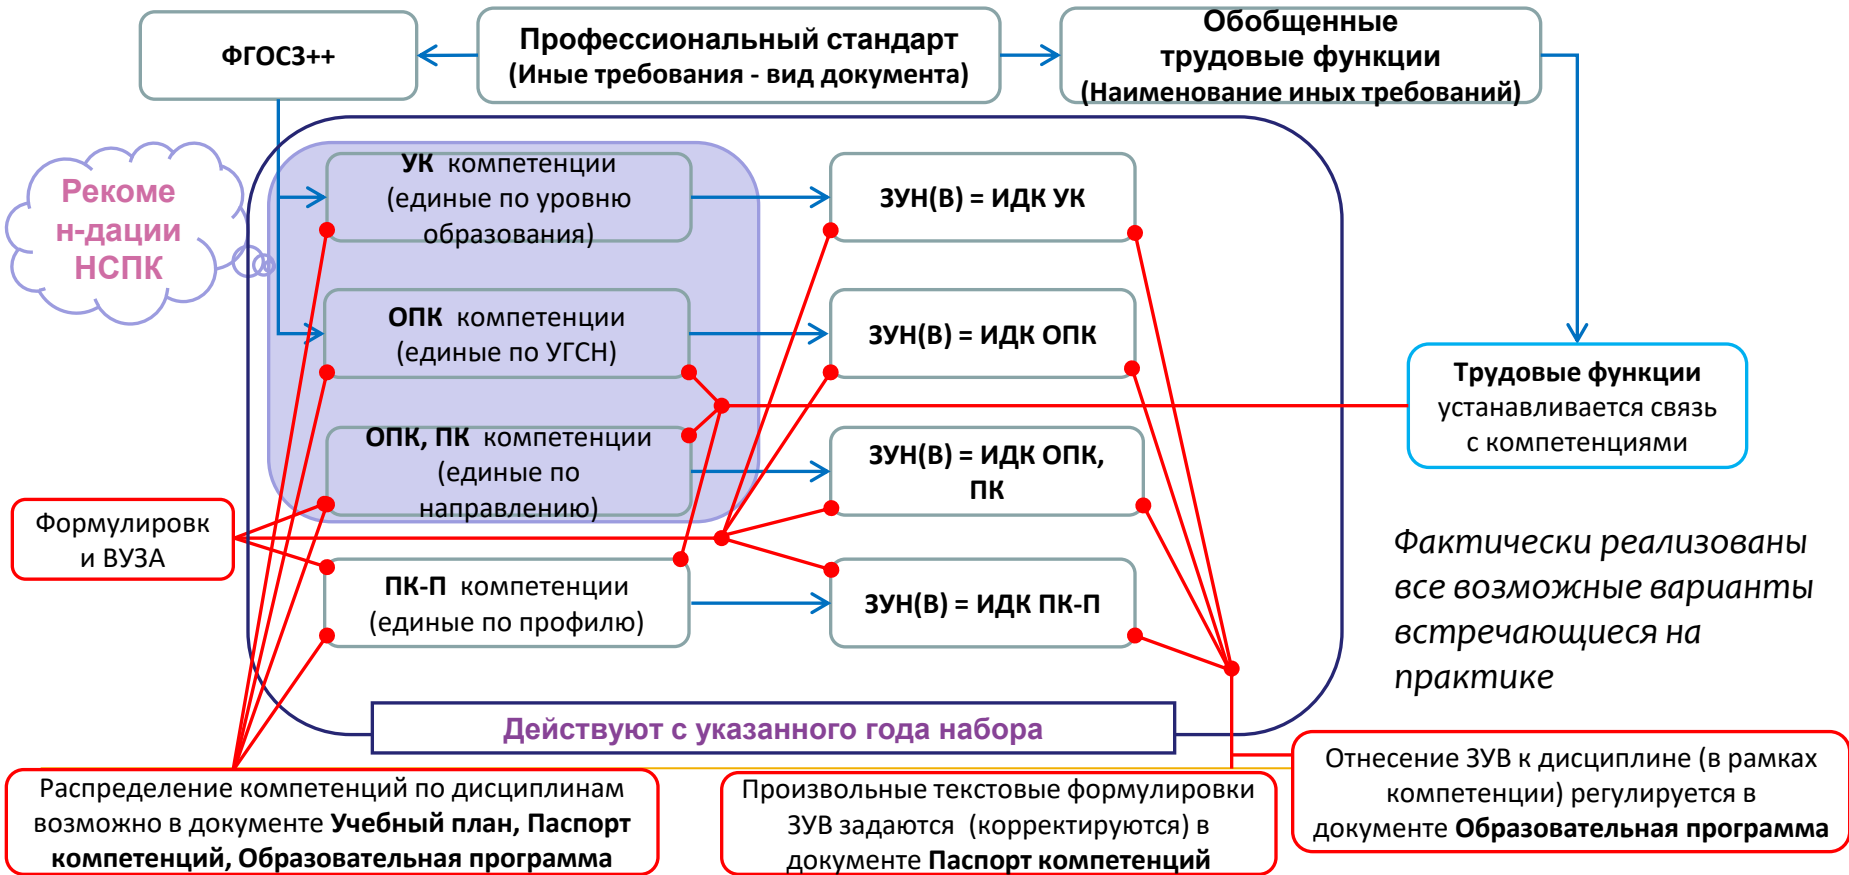 ФГОС3++
Профессиональный стандарт
(Иные требования - вид документа)
Обобщенные
трудовые функции
(Наименование иных требований)
Рекоме
н-дации
НСПК
УК компетенции
(единые по уровню
образования)
ЗУН(В) = ИДК УК
ОПК компетенции
(единые по УГСН)
ЗУН(В) = ИДК ОПК
Трудовые функции
устанавливается связь
с компетенциями
ОПК, ПК компетенции
(единые по
направлению)
ЗУН(В) = ИДК ОПК,
ПК
Формулировк
и ВУЗА
ПК-П компетенции
(единые по профилю)
ЗУН(В) = ИДК ПК-П
Фактически реализованы
все возможные варианты
встречающиеся на
практике
Действуют с указанного года набора
Распределение компетенций по дисциплинам
возможно в документе Учебный план, Паспорт
компетенций, Образовательная программа
Произвольные текстовые формулировки
ЗУВ задаются (корректируются) в
документе Паспорт компетенций
Отнесение ЗУВ к дисциплине (в рамках
компетенции) регулируется в
документе Образовательная программа